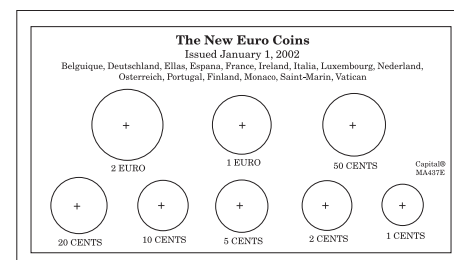 The New Euro Coins
Issued January 1, 2002
Belguique, Deutschland, Ellas, Espana, France, Ireland, Italia, Luxembourg, Nederland,
Osterreich, Portugal, Finland, Monaco, Saint-Marin, Vatican
2 EURO
1 EURO
50 CENTS
Capital®
MA437E
20 CENTS
10 CENTS
5 CENTS
2 CENTS
1 CENTS